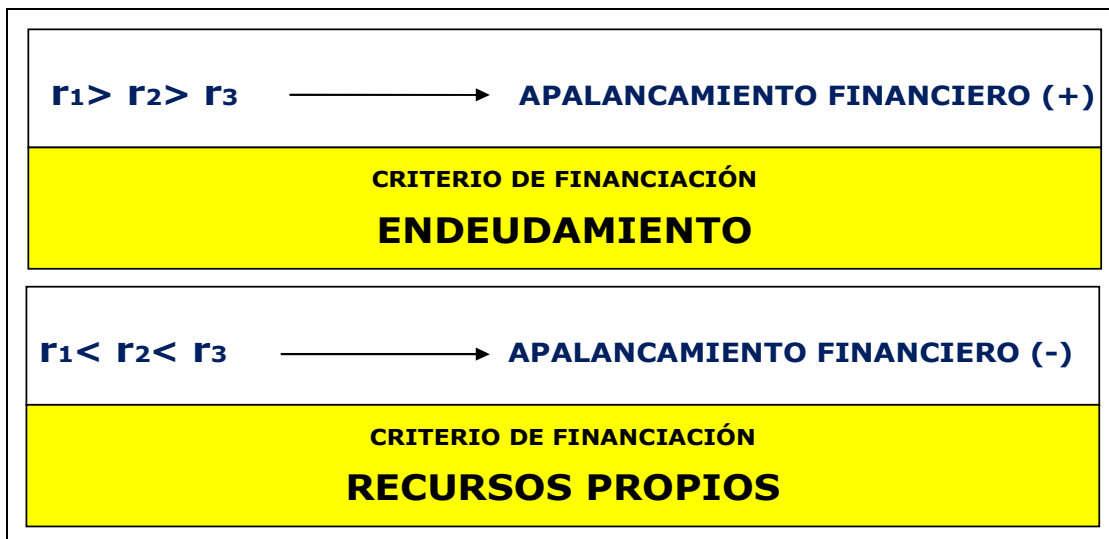 r1> r2> r3 APALANCAMIENTO FINANCIERO (+)
CRITERIO DE FINANCIACIÓN
ENDEUDAMIENTO
r1< r2< r3 APALANCAMIENTO FINANCIERO (-)
CRITERIO DE FINANCIACIÓN
RECURSOS PROPIOS